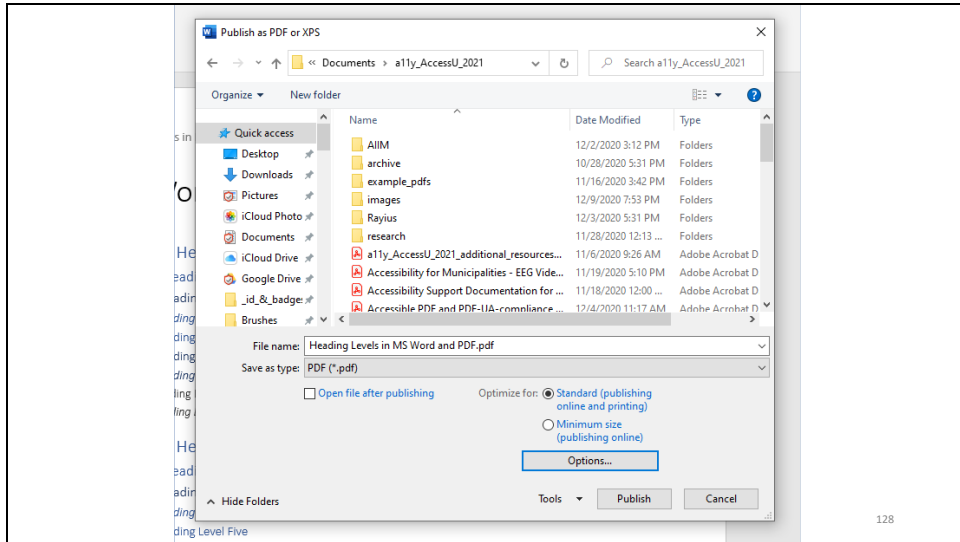 Publish as PDF or XPS
« Documents › a11y_AccessU_2021
Search a11y_AccessU_2021
Organize
New folder
Name Date Modified Type
Quick access
Desktop
Downloads
Pictures
iCloud Photo
Documents
iCloud Drive
Google Drive
_id_&_badges
Brushes
AIIM 12/2/2020 3:12 PM Folders
archive 10/28/2020 5:31 PM Folders
example_pdfs 11/16/2020 3:42 PM Folders
images 12/9/2020 7:53 PM Folders
Rayius 12/3/2020 5:31 PM Folders
research 11/28/2020 12:13 ... Folders
a11y_AccessU_2021_additional_resources... 11/6/2020 9:26 AM Adobe Acrobat D
Accessibility for Municipalities - EEG Vide... 11/19/2020 5:10 PM Adobe Acrobat D
Accessibility Support Documentation for ... 11/18/2020 12:00 ... Adobe Acrobat D
Accessible PDF and PDF-UA-compliance ... 12/4/2020 11:17 AM Adobe Acrobat D
File name: Heading Levels in MS Word and PDF.pdf
Save as type: PDF (*.pdf)
Open file after publishing
Optimize for: Standard (publishing
online and printing)
Minimum size
(publishing online)
Options...
Hide Folders
Tools
Publish
Cancel
ding Level Five
128